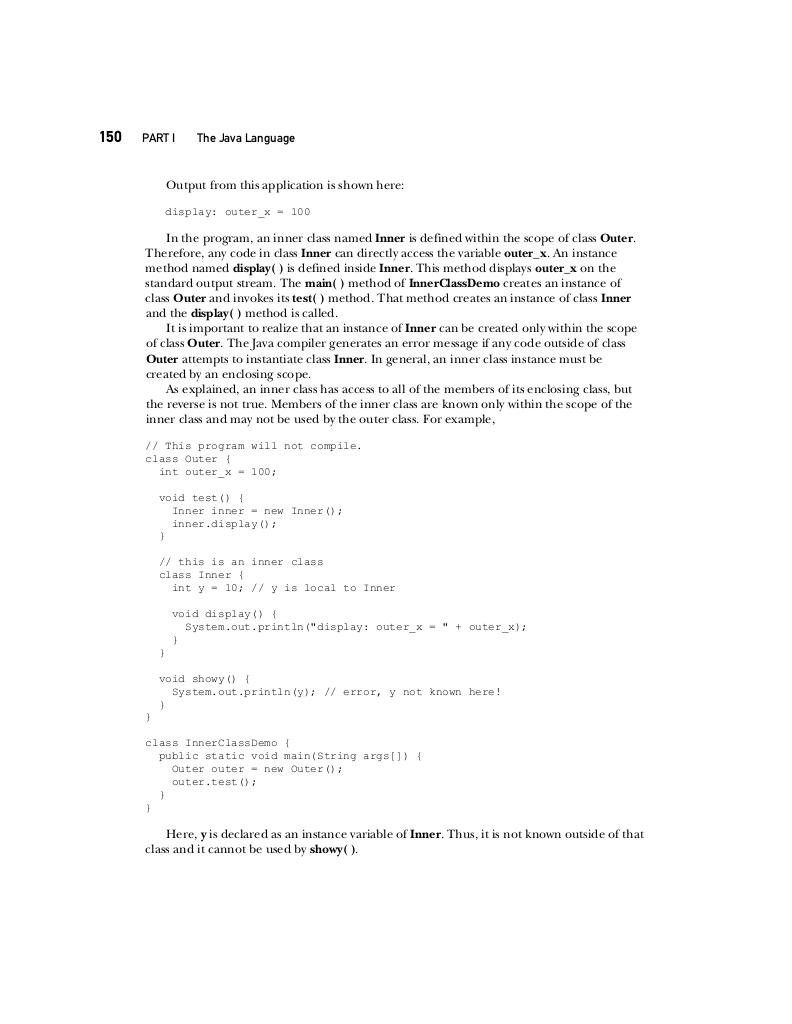 150 PART I The Java Language
Output from this application is shown here:
display: outer_x = 100
In the program, an inner class named Inner is defined within the scope of class Outer.
Therefore, any code in class Inner can directly access the variable outer_x. An instance
method named display( ) is defined inside Inner. This method displays outer_x on the
standard output stream. The main( ) method of InnerClassDemo creates an instance of
class Outer and invokes its test( ) method. That method creates an instance of class Inner
and the display( ) method is called.
It is important to realize that an instance of Inner can be created only within the scope
of class Outer. The Java compiler generates an error message if any code outside of class
Outer attempts to instantiate class Inner. In general, an inner class instance must be
created by an enclosing scope.
As explained, an inner class has access to all of the members of its enclosing class, but
the reverse is not true. Members of the inner class are known only within the scope of the
inner class and may not be used by the outer class. For example,
// This program will not compile.
class Outer {
  int outer_x = 100;

  void test() {
    Inner inner = new Inner();
    inner.display();
  }

  // this is an inner class
  class Inner {
    int y = 10; // y is local to Inner

    void display() {
      System.out.println("display: outer_x = " + outer_x);
    }
  }

  void showy() {
    System.out.println(y); // error, y not known here!
  }
}

class InnerClassDemo {
  public static void main(String args[]) {
    Outer outer = new Outer();
    outer.test();
  }
}
Here, y is declared as an instance variable of Inner. Thus, it is not known outside of that
class and it cannot be used by showy( ).